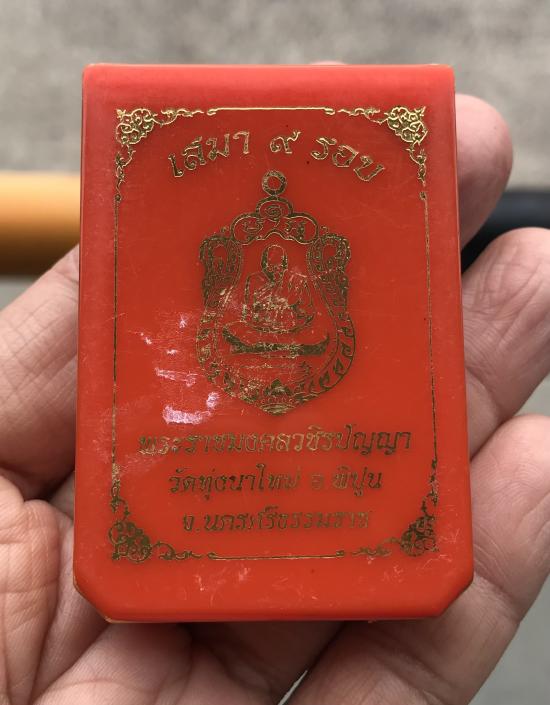 เสมา ๙ รอบ
พระราชมงคลวชิรปัญญา
วัดทุ่งนาใหม่ อ.พิปูน
จ.นครศรีธรรมราช